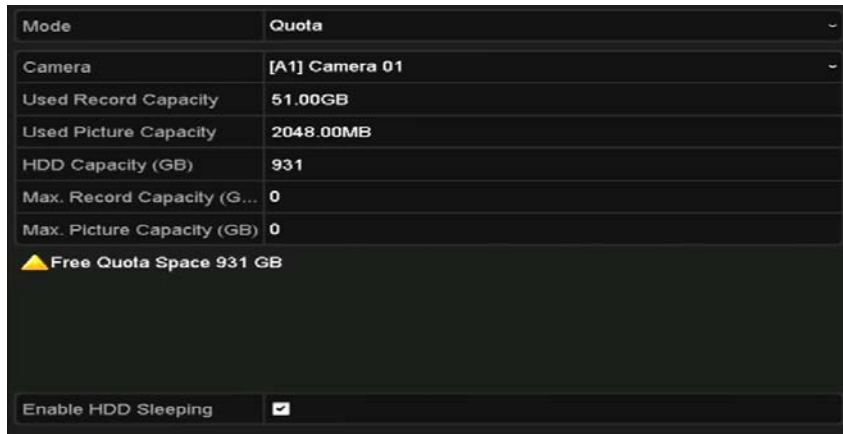 Mode Quota
Camera [A1] Camera 01
Used Record Capacity 51.00GB
Used Picture Capacity 2048.00MB
HDD Capacity (GB) 931
Max. Record Capacity (G... 0
Max. Picture Capacity (GB) 0
Free Quota Space 931 GB
Enable HDD Sleeping